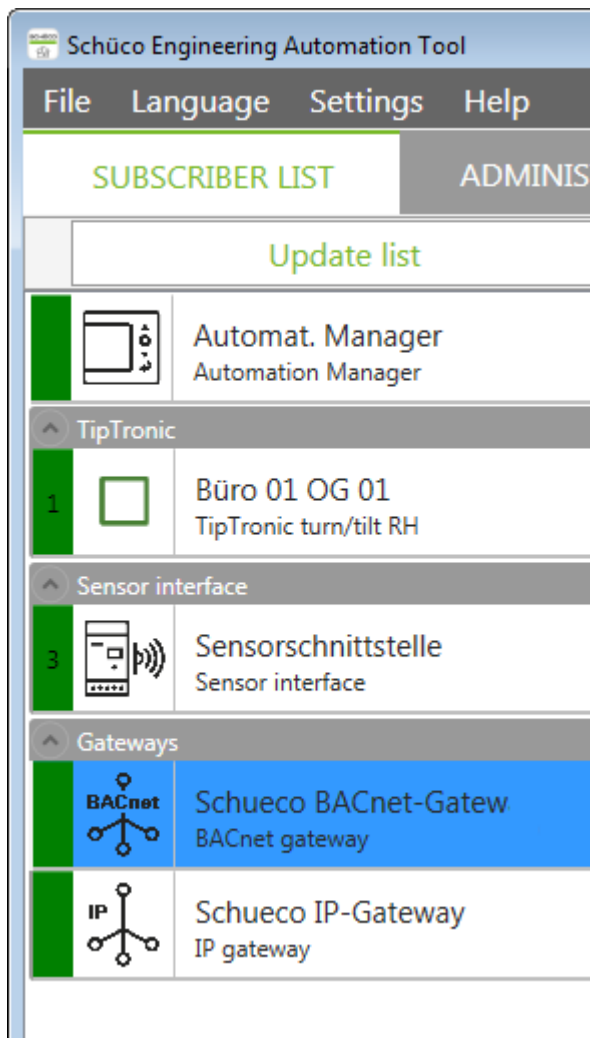 Schüco Engineering Automation Tool
File Language Settings Help
SUBSCRIBER LIST ADMINIS
Update list
Automat. Manager
Automation Manager
TipTronic
1
Büro 01 OG 01
TipTronic turn/tilt RH
Sensor interface
3
Sensorschnittstelle
Sensor interface
Gateways
BACnet
Schueco BACnet-Gatew
BACnet gateway
IP
Schueco IP-Gateway
IP gateway